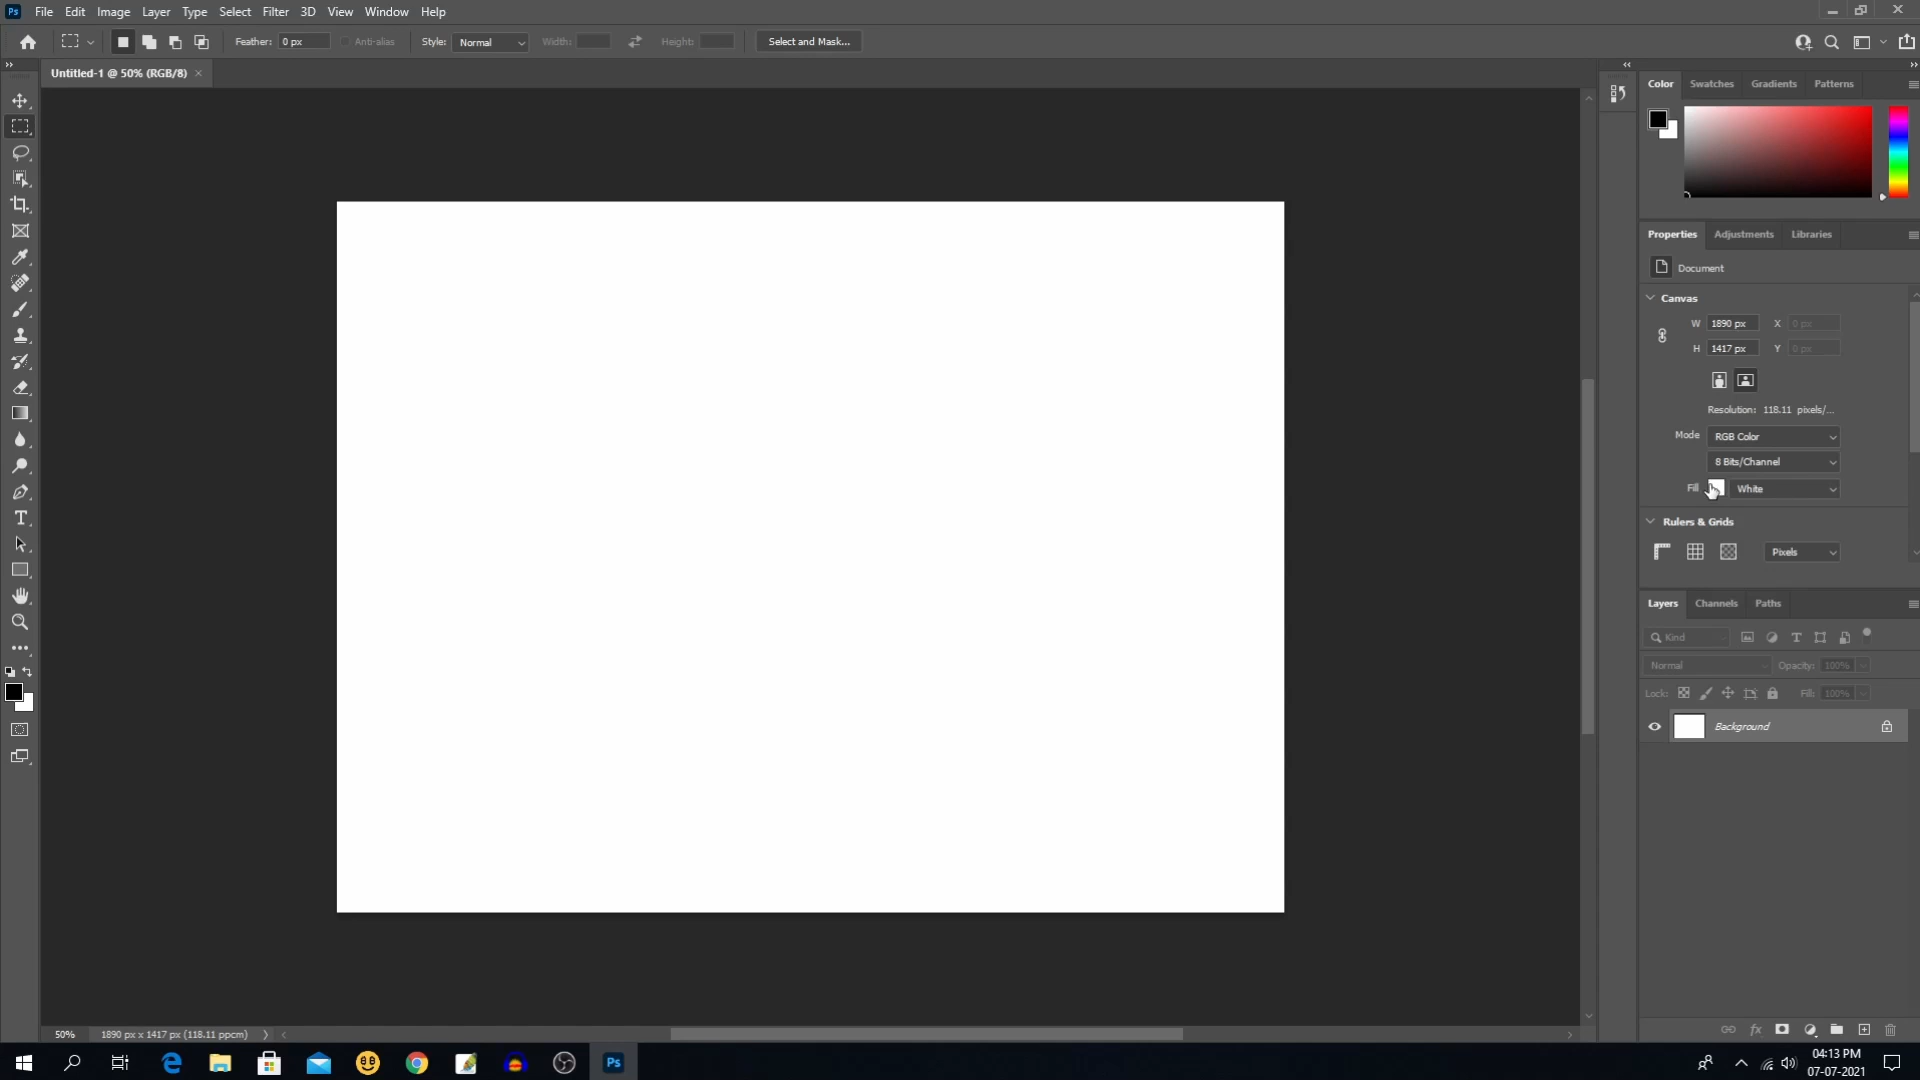 Ps File Edit Image Layer Type Select Filter 3D View Window Help
Feather: 0 px Anti-alias Style: Normal Width: Height: Select and Mask...
Untitled-1 @ 50% (RGB/8) ×
Color Swatches Gradients Patterns
Properties Adjustments Libraries
Document
Canvas
W 1890 px X 0 px
H 1417 px Y 0 px
Resolution: 118.11 pixels/...
Mode RGB Color
8 Bits/Channel
Fill White
Rulers & Grids
Pixels
Layers Channels Paths
Kind
Normal Opacity: 100%
Lock: Fill: 100%
Background
fx
50% 1890 px x 1417 px (118.11 ppcm)
Ps
04:13 PM
07-07-2021